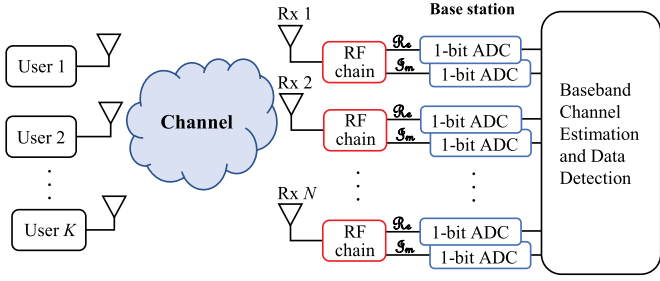 Base station
Rx 1
User 1
RF
chain
ℛe
ℐm
1-bit ADC
1-bit ADC
Rx 2
User 2
Channel
RF
chain
ℛe
ℐm
1-bit ADC
1-bit ADC
Baseband
Channel
Estimation
and Data
Detection
Rx N
User K
RF
chain
ℛe
ℐm
1-bit ADC
1-bit ADC